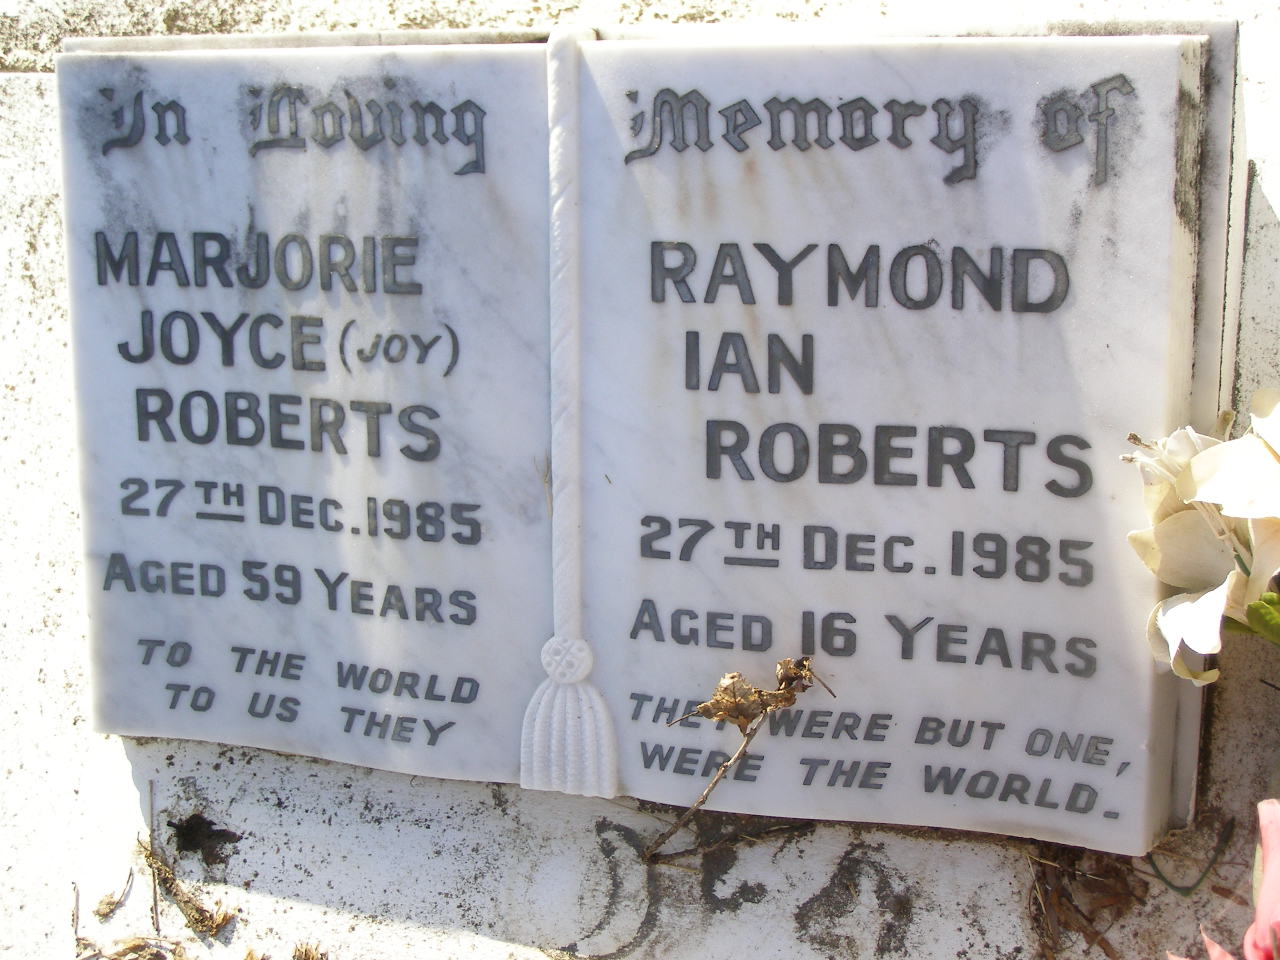 In Loving Memory of
MARJORIE
JOYCE (JOY)
ROBERTS
27TH DEC. 1985
AGED 59 YEARS
RAYMOND
IAN
ROBERTS
27TH DEC. 1985
AGED 16 YEARS
TO THE WORLD THEY WERE BUT ONE,
TO US THEY WERE THE WORLD.